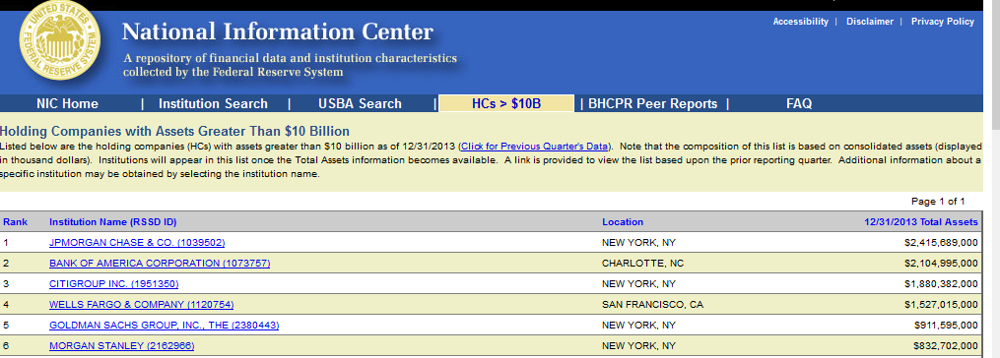 UNITED STATES
FEDERAL RESERVE SYSTEM
Accessibility | Disclaimer | Privacy Policy
National Information Center
A repository of financial data and institution characteristics
collected by the Federal Reserve System
NIC Home | Institution Search | USBA Search | HCs > $10B | BHCPR Peer Reports | FAQ
Holding Companies with Assets Greater Than $10 Billion
Listed below are the holding companies (HCs) with assets greater than $10 billion as of 12/31/2013 (Click for Previous Quarter's Data). Note that the composition of this list is based on consolidated assets (displayed
in thousand dollars). Institutions will appear in this list once the Total Assets information becomes available. A link is provided to view the list based upon the prior reporting quarter. Additional information about a
specific institution may be obtained by selecting the institution name.
Page 1 of 1
Rank Institution Name (RSSD ID) Location 12/31/2013 Total Assets
1 JPMORGAN CHASE & CO. (1039502) NEW YORK, NY $2,415,689,000
2 BANK OF AMERICA CORPORATION (1073757) CHARLOTTE, NC $2,104,995,000
3 CITIGROUP INC. (1951350) NEW YORK, NY $1,880,382,000
4 WELLS FARGO & COMPANY (1120754) SAN FRANCISCO, CA $1,527,015,000
5 GOLDMAN SACHS GROUP, INC., THE (2380443) NEW YORK, NY $911,595,000
6 MORGAN STANLEY (2162966) NEW YORK, NY $832,702,000